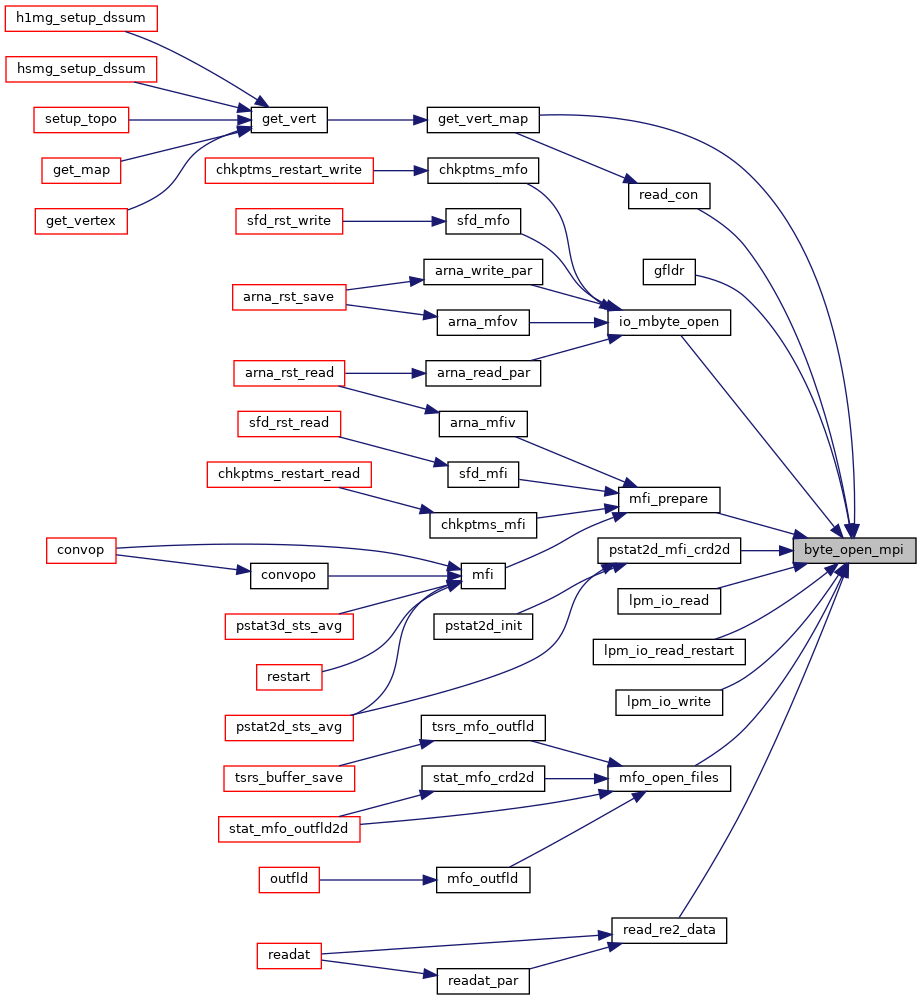 h1mg_setup_dssum
hsmg_setup_dssum
setup_topo
get_vert
get_vert_map
get_map
chkptms_restart_write
chkptms_mfo
read_con
get_vertex
sfd_rst_write
sfd_mfo
arna_write_par
gfldr
arna_rst_save
arna_mfov
io_mbyte_open
arna_rst_read
arna_read_par
sfd_rst_read
arna_mfiv
chkptms_restart_read
sfd_mfi
mfi_prepare
chkptms_mfi
convop
pstat2d_mfi_crd2d
byte_open_mpi
convopo
mfi
lpm_io_read
pstat3d_sts_avg
pstat2d_init
lpm_io_read_restart
restart
lpm_io_write
pstat2d_sts_avg
tsrs_mfo_outfld
tsrs_buffer_save
stat_mfo_crd2d
mfo_open_files
stat_mfo_outfld2d
outfld
mfo_outfld
read_re2_data
readat
readat_par